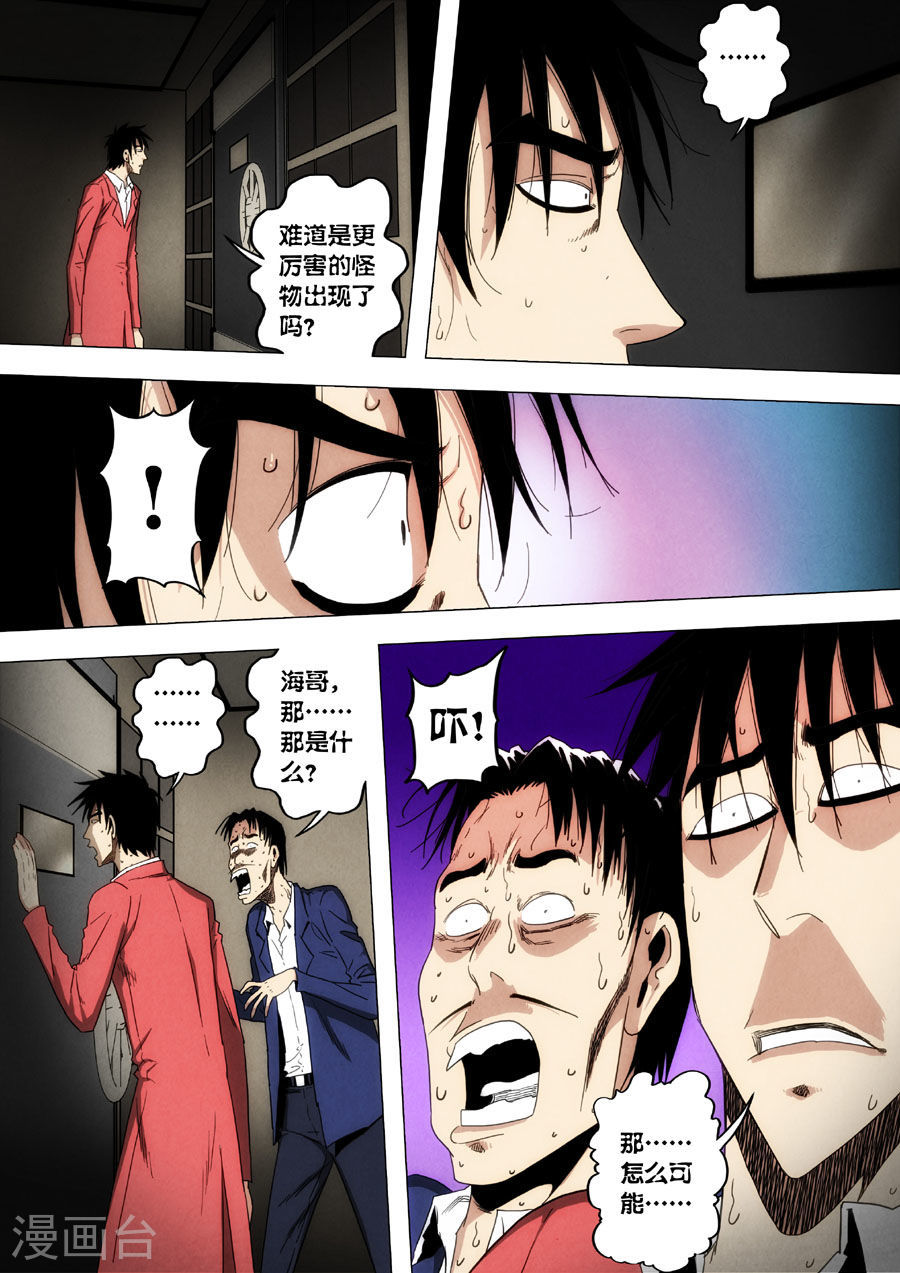 难道是更
厉害的怪
物出现了
吗？
……
！
……
……
海哥，
那……
那是什
么？
吓！
那……
怎么可
能……
漫画台